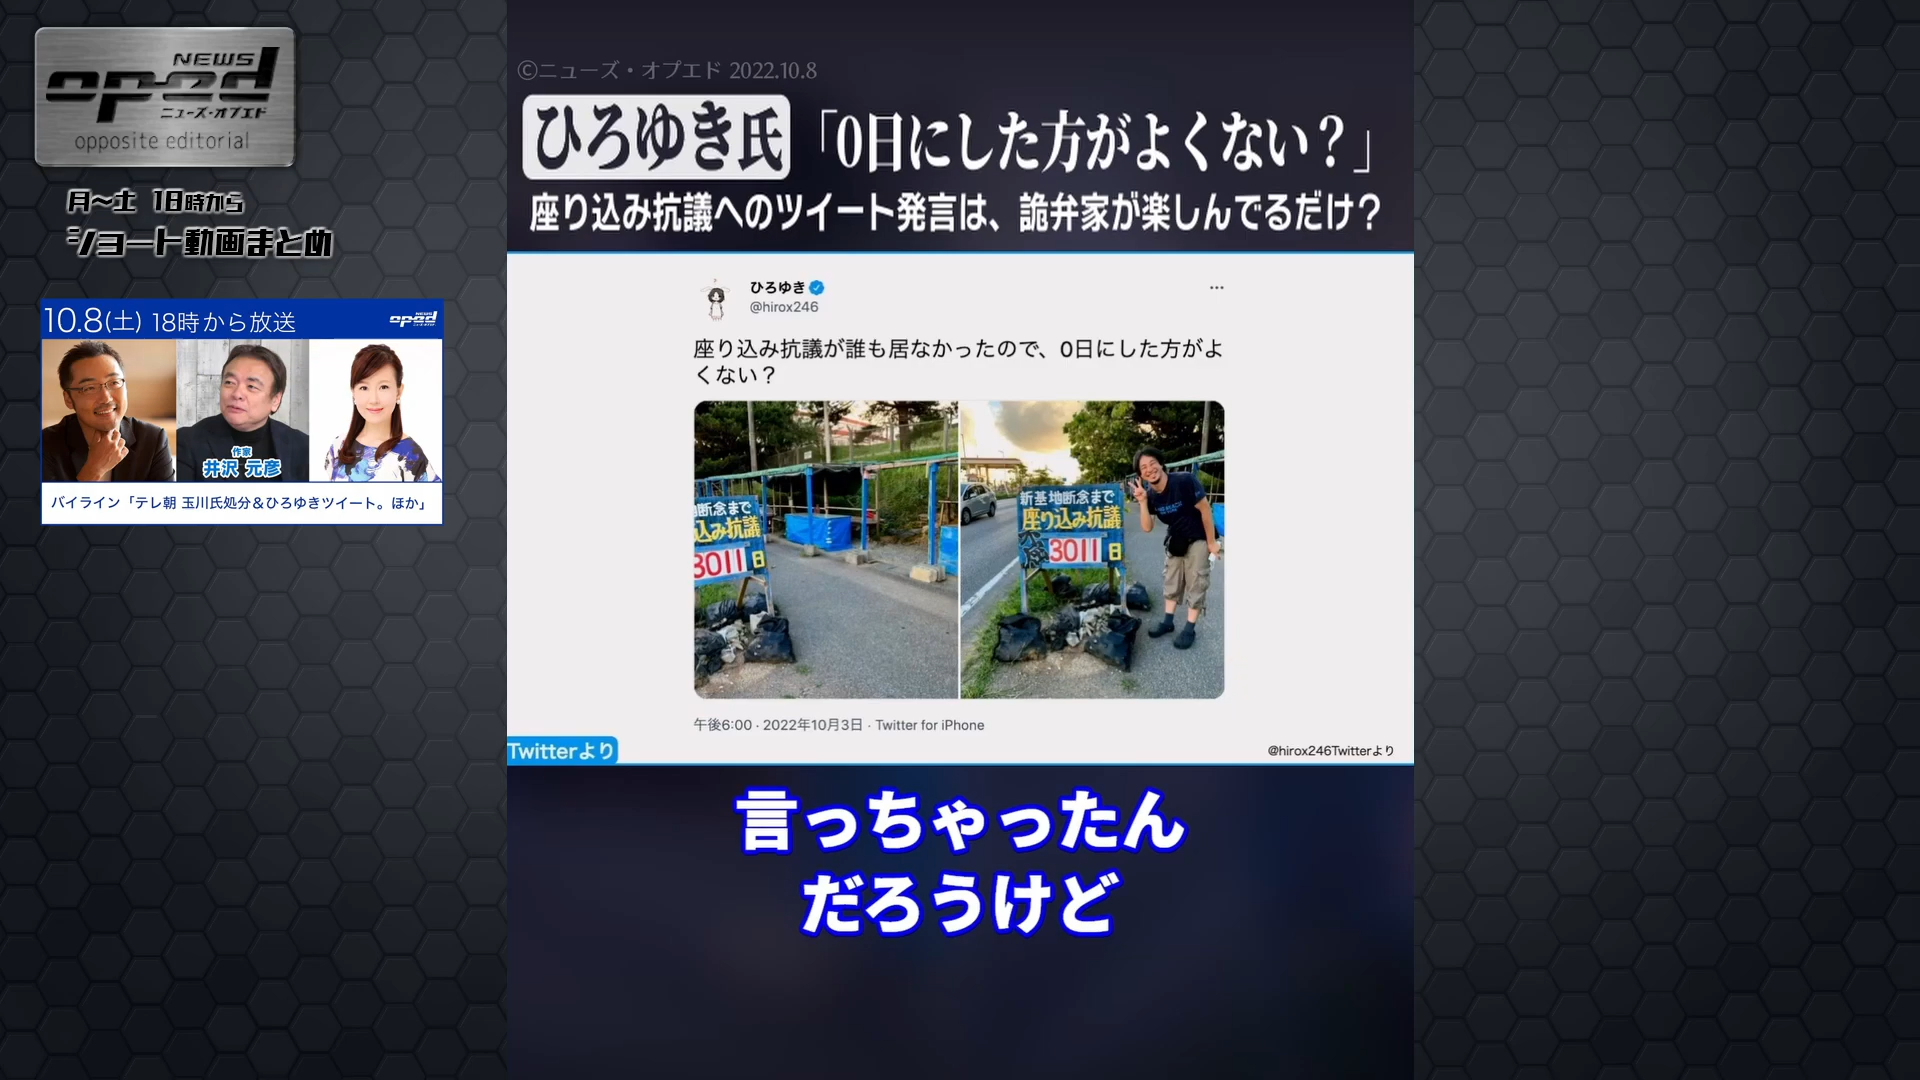 NEWS
oped
ニューズ・オプエド
opposite editorial
月〜土 18時から
ショート動画まとめ
10.8(土) 18時から放送
NEWS
oped
作家
井沢 元彦
バイライン「テレ朝 玉川氏処分&ひろゆきツイート。ほか」
©ニューズ・オプエド 2022.10.8
ひろゆき氏「0日にした方がよくない？」
座り込み抗議へのツイート発言は、詭弁家が楽しんでるだけ？
ひろゆき
@hirox246
座り込み抗議が誰も居なかったので、0日にした方がよ
くない？
断念まで
込み抗議
3011日
新基地断念まで
座り込み抗議
不屈
3011日
午後6:00 · 2022年10月3日 · Twitter for iPhone
Twitterより
@hirox246Twitterより
言っちゃったん
だろうけど